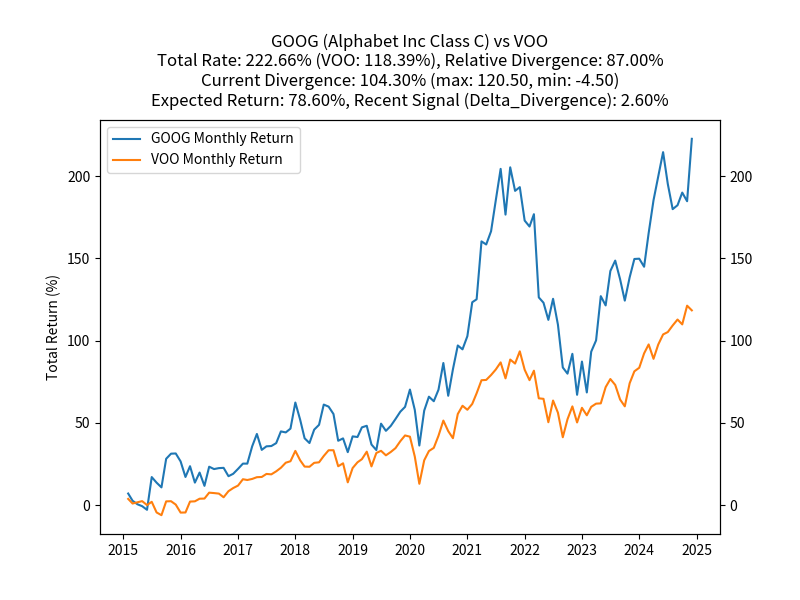 GOOG (Alphabet Inc Class C) vs VOO
Total Rate: 222.66% (VOO: 118.39%), Relative Divergence: 87.00%
Current Divergence: 104.30% (max: 120.50, min: -4.50)
Expected Return: 78.60%, Recent Signal (Delta_Divergence): 2.60%
GOOG Monthly Return
VOO Monthly Return
Total Return (%)
200
150
100
50
0
200
150
100
50
0
2015 2016 2017 2018 2019 2020 2021 2022 2023 2024 2025